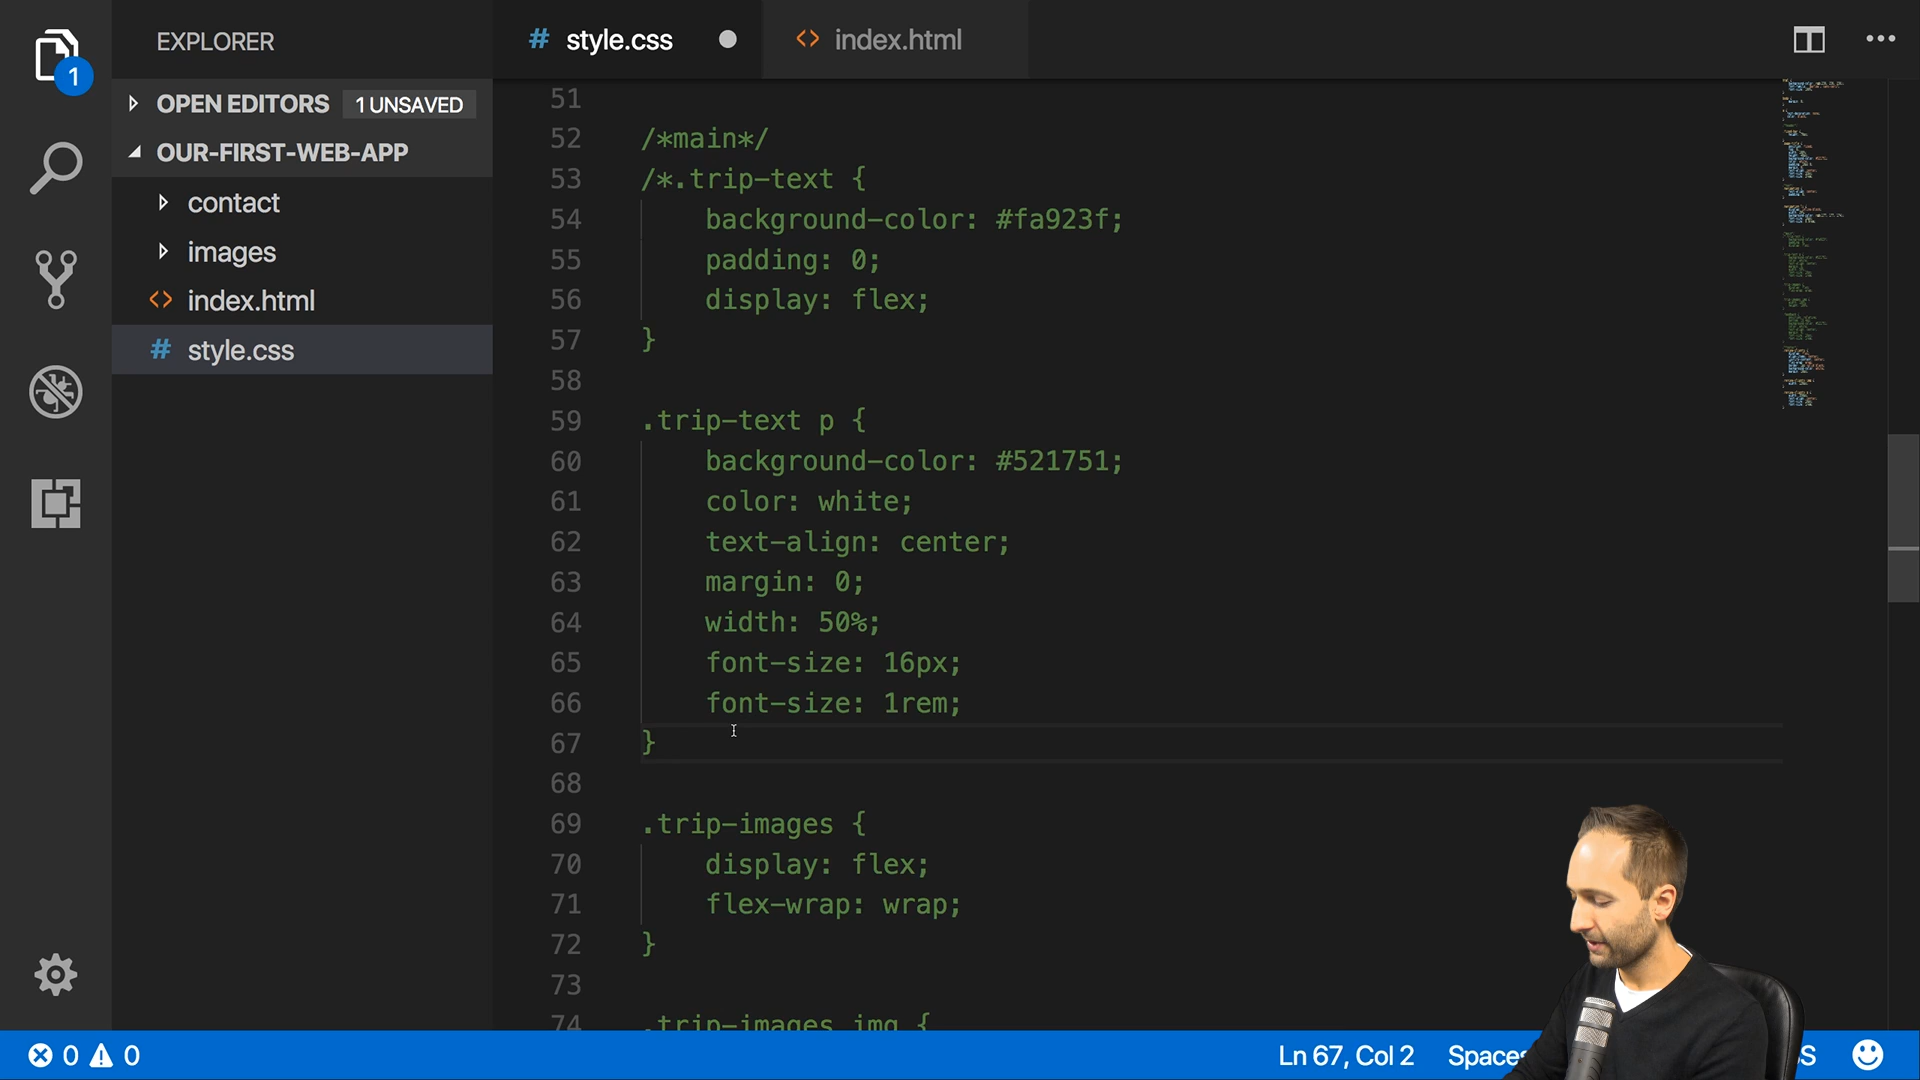 EXPLORER
# style.css
<> index.html
1
OPEN EDITORS 1 UNSAVED
OUR-FIRST-WEB-APP
contact
images
<> index.html
# style.css
51
52 /*main*/
53 /*.trip-text {
54 background-color: #fa923f;
55 padding: 0;
56 display: flex;
57 }
58
59 .trip-text p {
60 background-color: #521751;
61 color: white;
62 text-align: center;
63 margin: 0;
64 width: 50%;
65 font-size: 16px;
66 font-size: 1rem;
67 }
68
69 .trip-images {
70 display: flex;
71 flex-wrap: wrap;
72 }
73
74 .trip-images img {
0 0
Ln 67, Col 2
Spaces
S